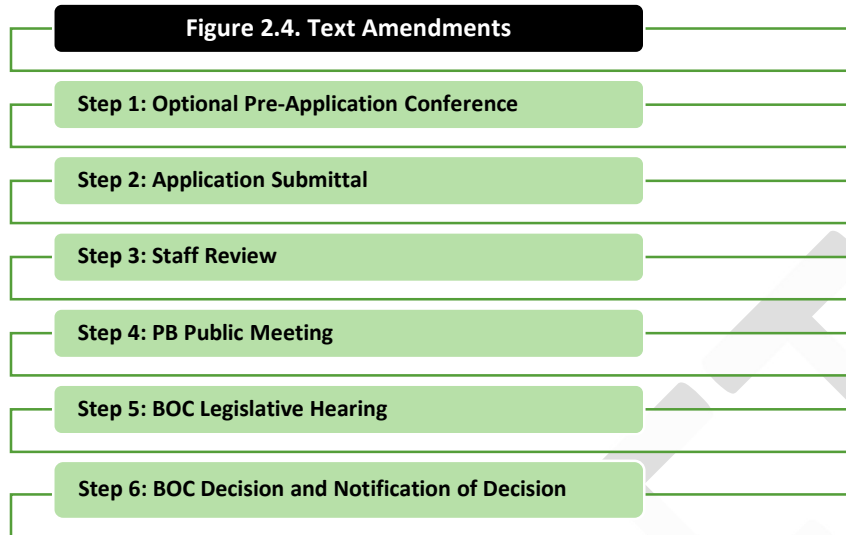 Figure 2.4. Text Amendments
Step 1: Optional Pre-Application Conference
Step 2: Application Submittal
Step 3: Staff Review
Step 4: PB Public Meeting
Step 5: BOC Legislative Hearing
Step 6: BOC Decision and Notification of Decision